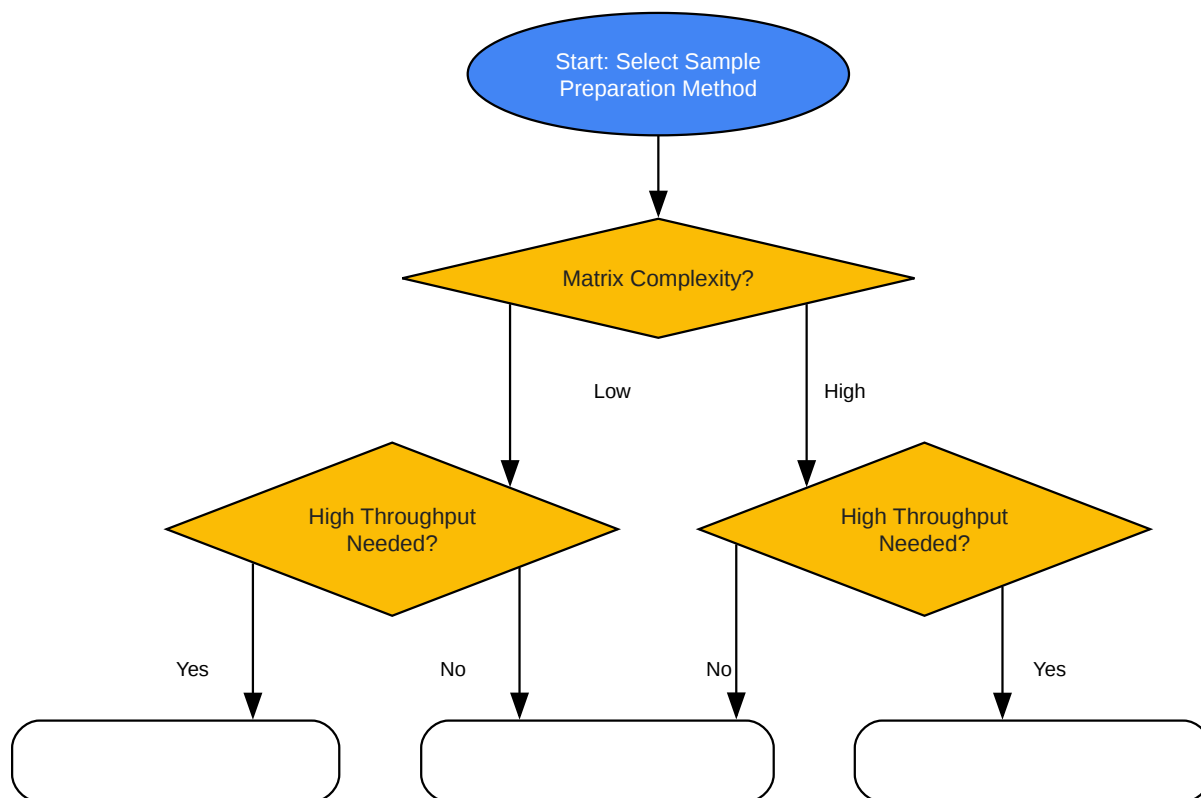 Start: Select Sample
Preparation Method
Matrix Complexity?
Low
High
High Throughput
Needed?
High Throughput
Needed?
Yes
No
No
Yes